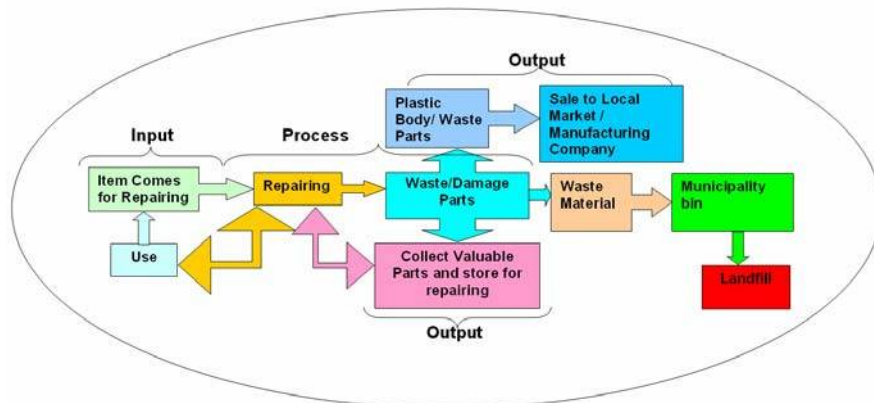 Output
Plastic
Body/ Waste
Parts
Sale to Local
Market /
Manufacturing
Company
Input
Process
Item Comes
for Repairing
Repairing
Waste/Damage
Parts
Waste
Material
Municipality
bin
Use
Collect Valuable
Parts and store for
repairing
Landfill
Output